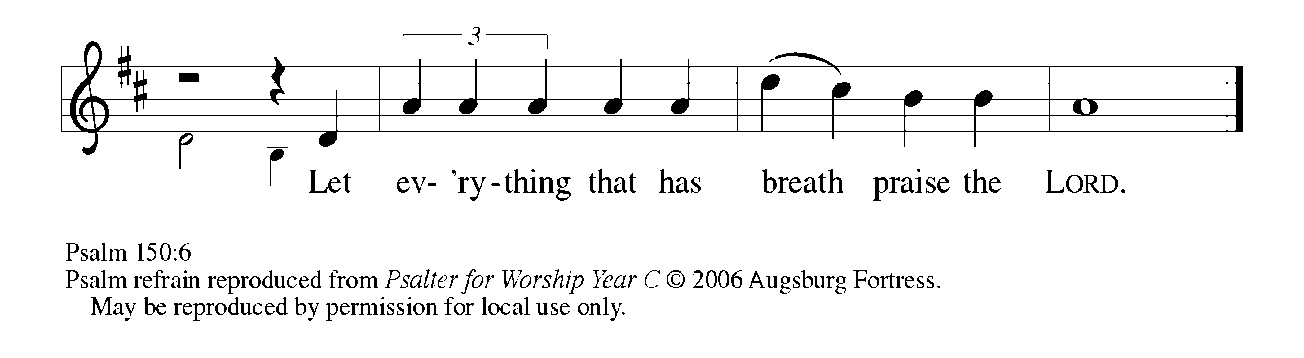 3
Let ev- 'ry-thing that has breath praise the LORD.
Psalm 150:6
Psalm refrain reproduced from Psalter for Worship Year C © 2006 Augsburg Fortress.
May be reproduced by permission for local use only.